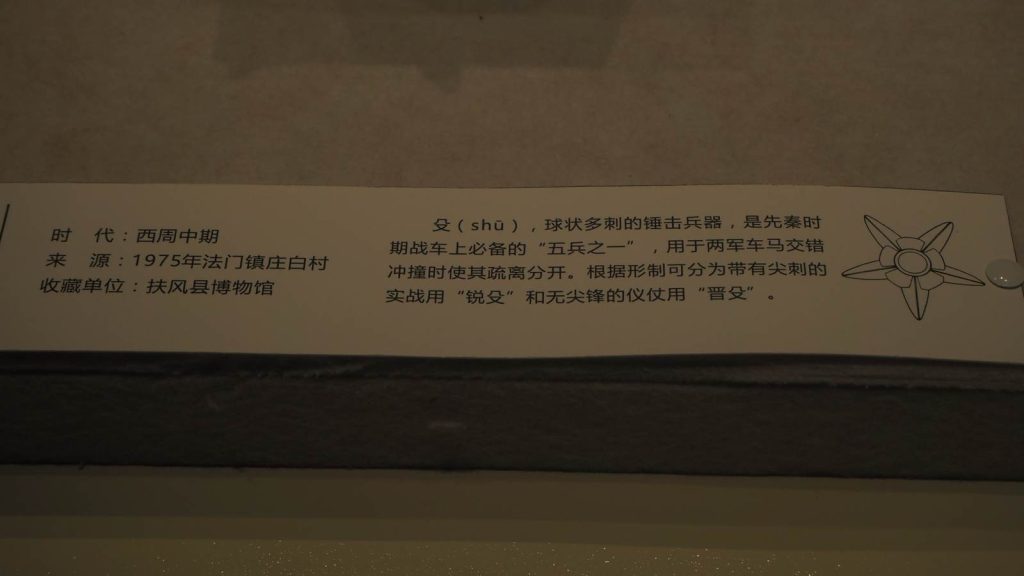 时　代：西周中期
来　源：1975年法门镇庄白村
收藏单位：扶风县博物馆
殳（shū），球状多刺的锤击兵器，是先秦时
期战车上必备的“五兵之一”，用于两军车马交错
冲撞时使其疏离分开。根据形制可分为带有尖刺的
实战用“锐殳”和无尖锋的仪仗用“晋殳”。